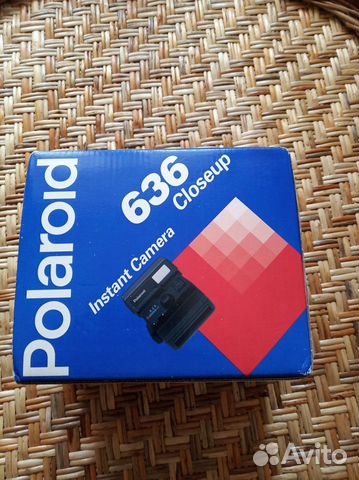 Polaroid
636
Closeup
Instant Camera
Avito